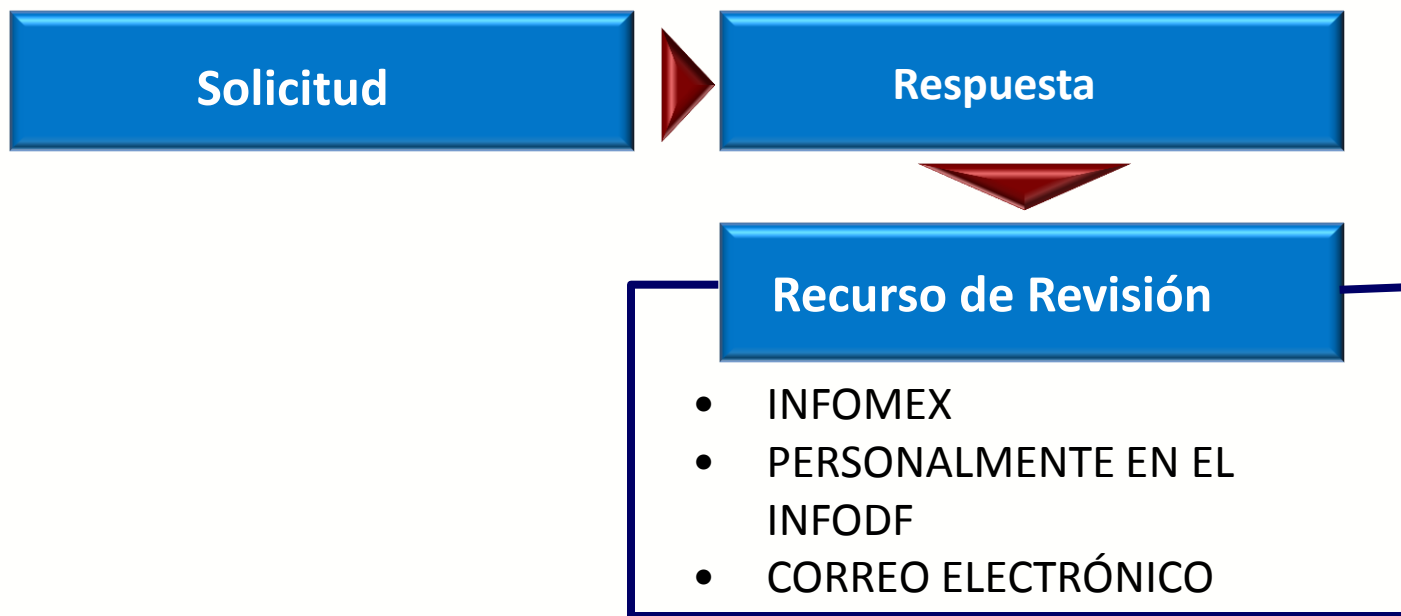 Solicitud
Respuesta
Recurso de Revisión
• INFOMEX
• PERSONALMENTE EN EL
INFODF
• CORREO ELECTRÓNICO